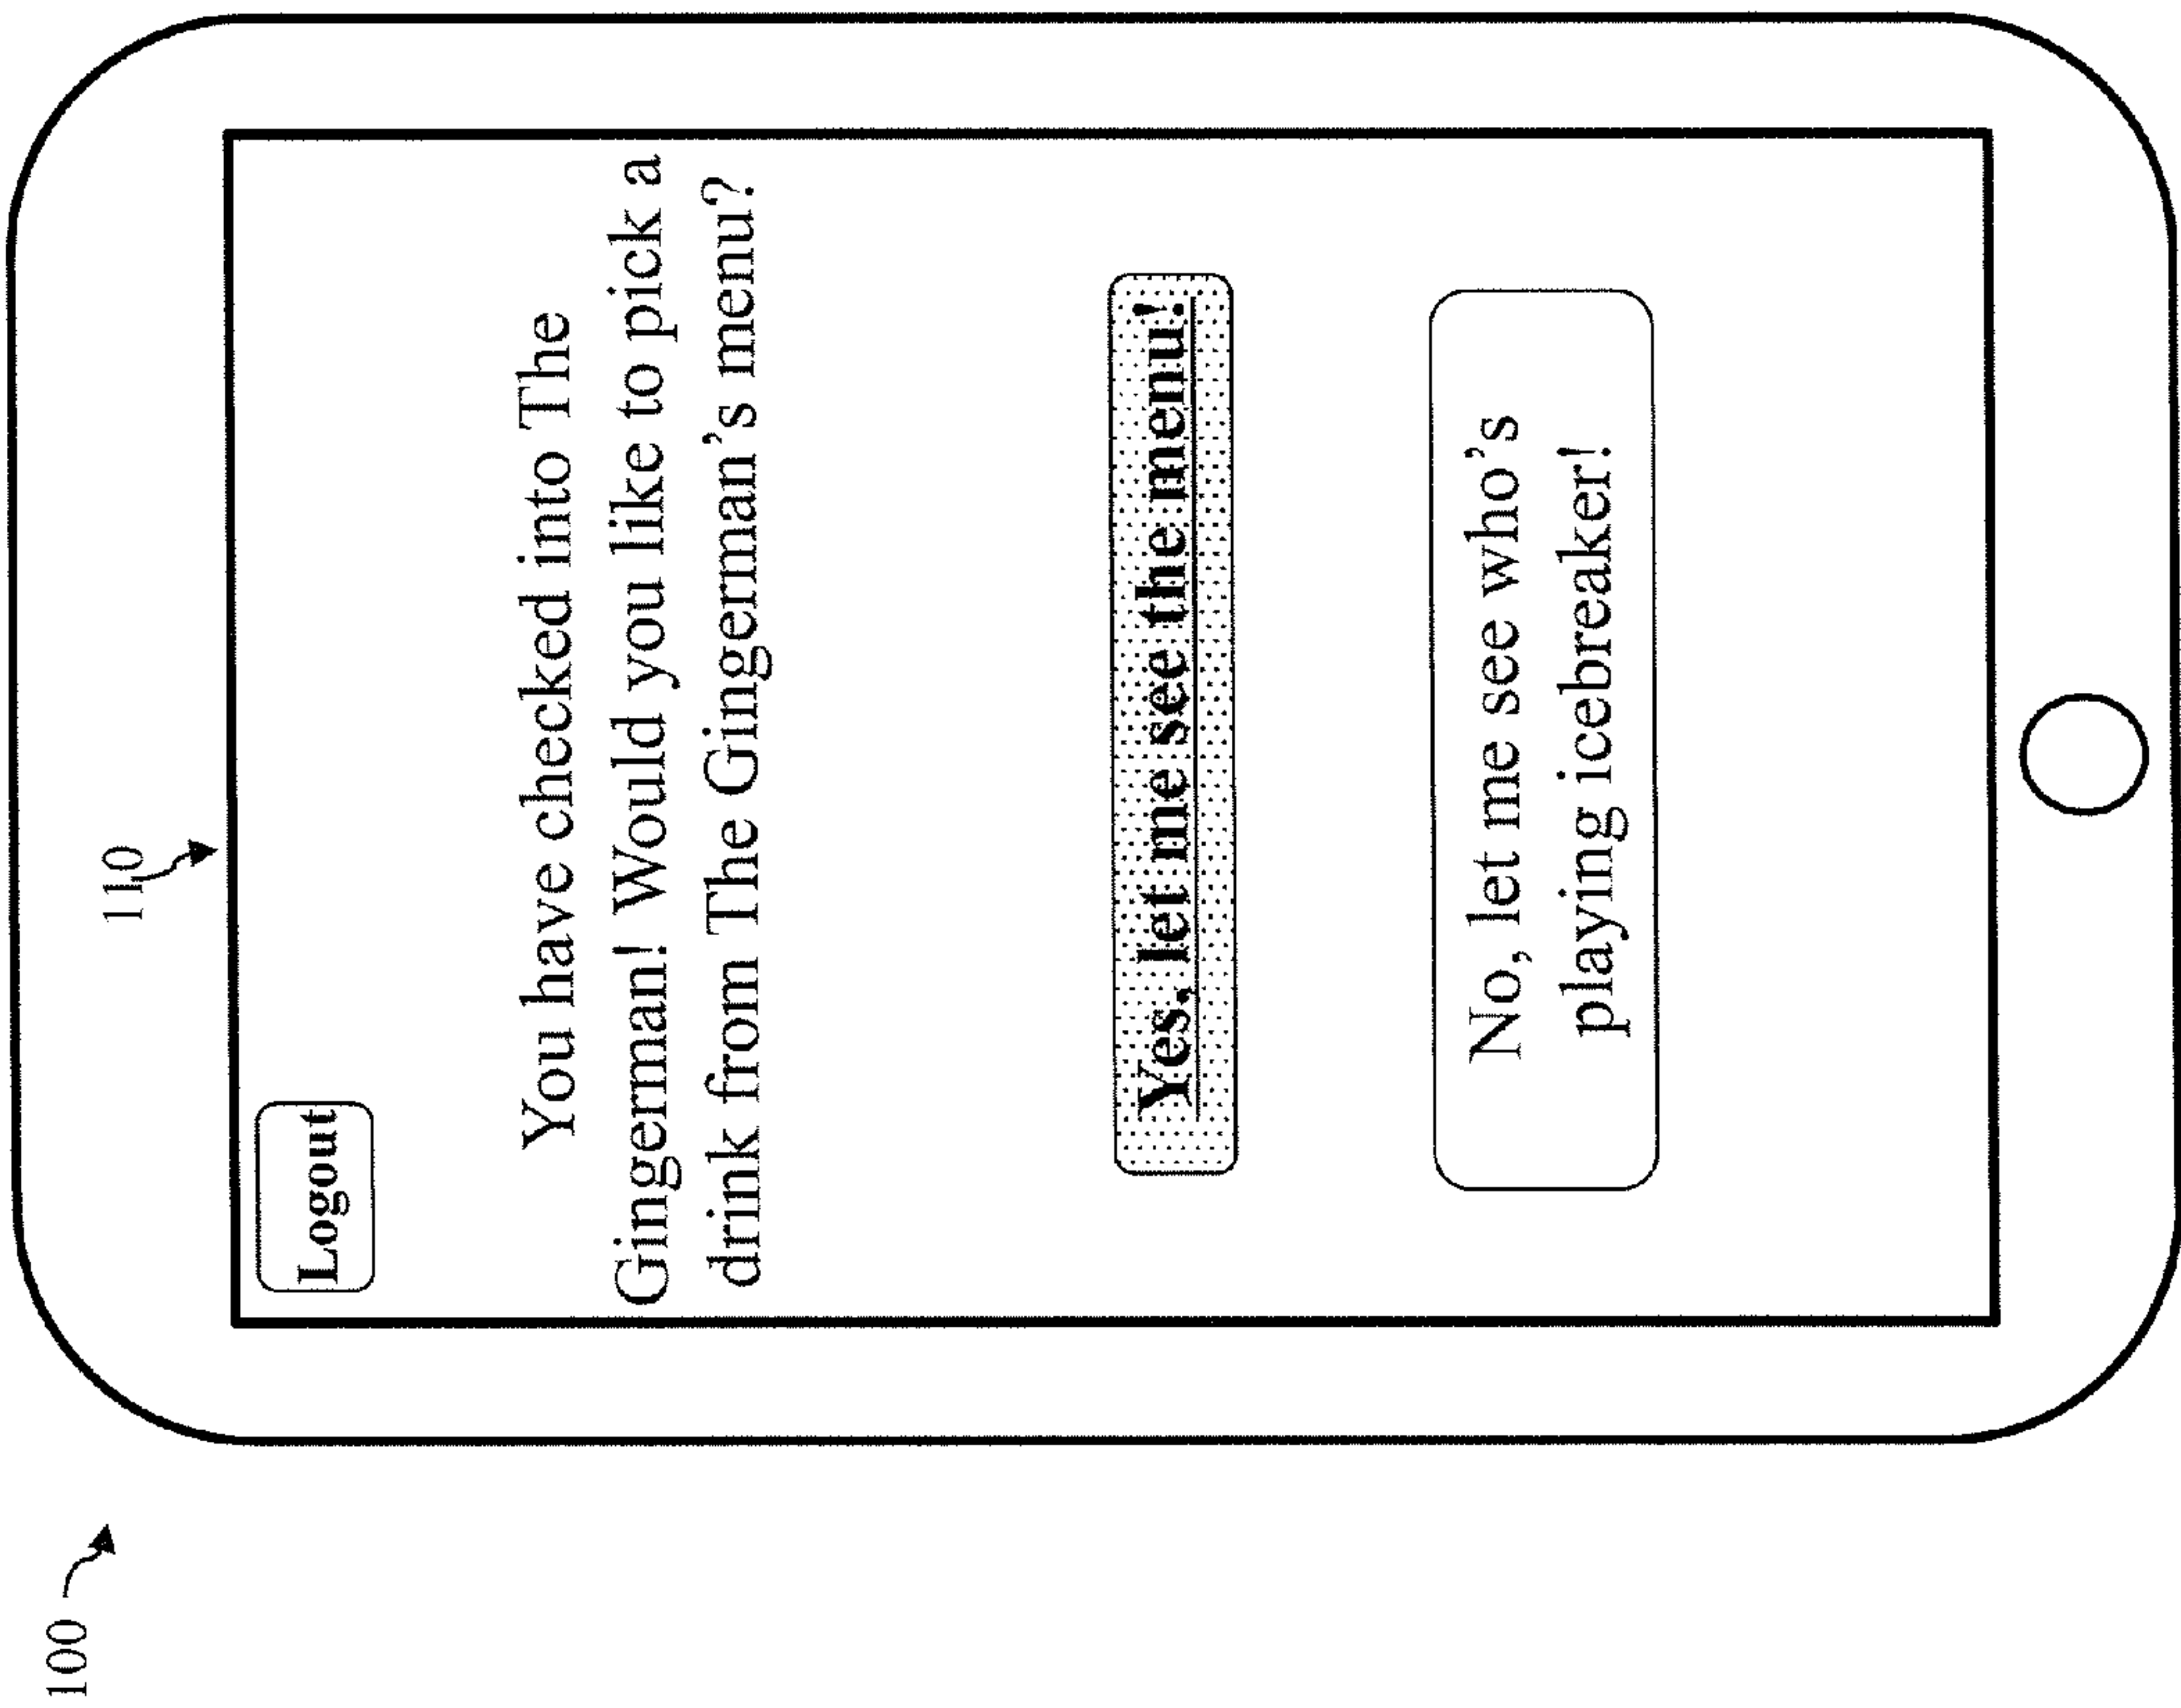 100
110
Logout
You have checked into The
Gingerman! Would you like to pick a
drink from The Gingerman's menu?
Yes, let me see the menu!
No, let me see who's
playing icebreaker!